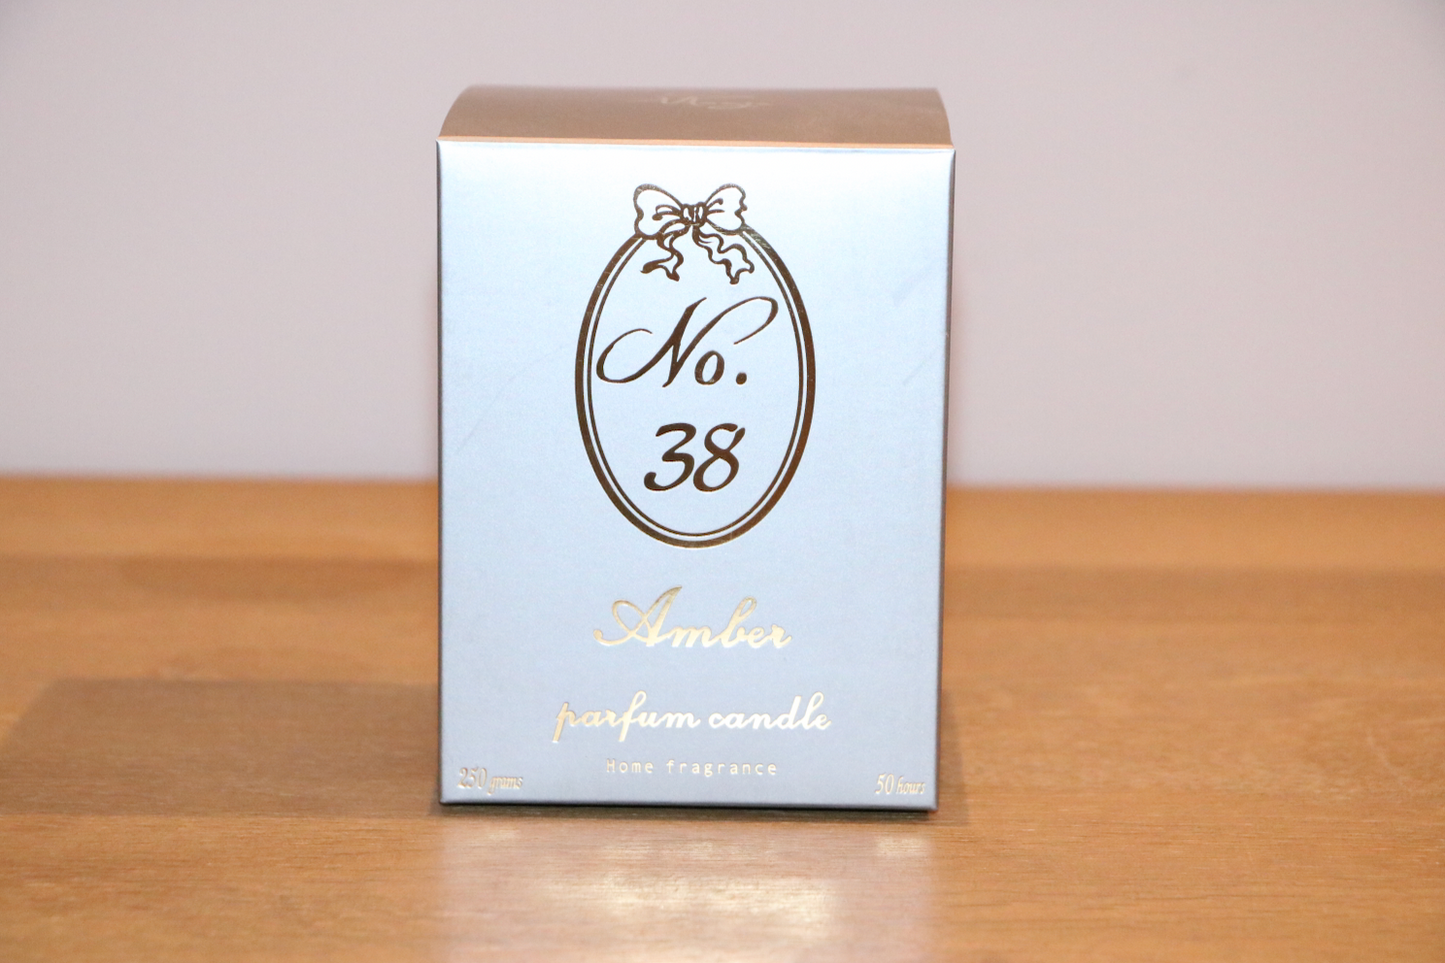 No.
38
Amber
parfum candle
Home fragrance
250 grams
50 hours